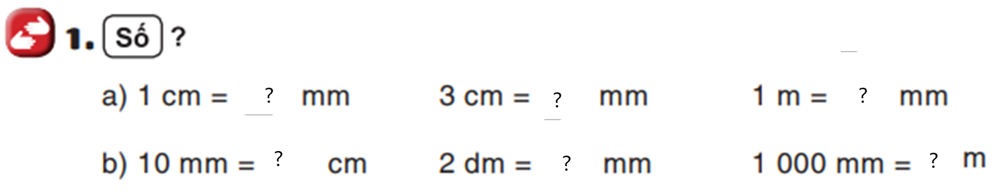 1. Số ?
a) 1 cm = ? mm 3 cm = ? mm 1 m = ? mm
b) 10 mm = ? cm 2 dm = ? mm 1 000 mm = ? m